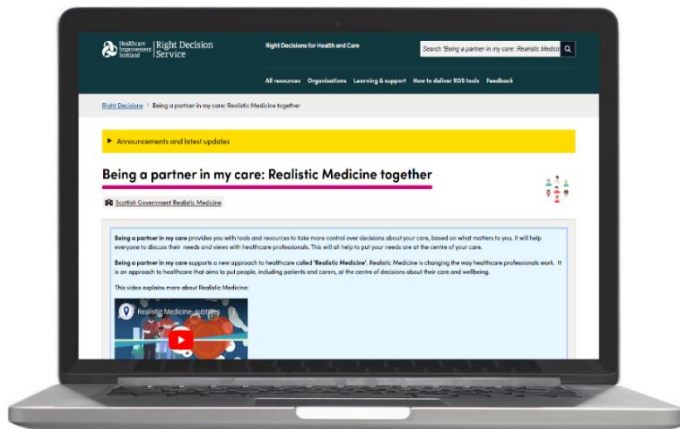 Healthcare
Improvement
Scotland
Right Decision
Service
Right Decisions for Health and Care
Search 'Being a partner in my care: Realistic Medicin
All resources Organisations Learning & support How to deliver RDS tools Feedback
Right Decisions > Being a partner in my care: Realistic Medicine together
Announcements and latest updates
Being a partner in my care: Realistic Medicine together
Scottish Government Realistic Medicine
Being a partner in my care provides you with tools and resources to take more control over decisions about your care, based on what matters to you. It will help
everyone to discuss their needs and views with healthcare professionals. This will all help to put your needs are at the centre of your care.
Being a partner in my care supports a new approach to healthcare called 'Realistic Medicine'. Realistic Medicine is changing the way healthcare professionals work. It
is an approach to healthcare that aims to put people, including patients and carers, at the centre of decisions about their care and wellbeing.
This video explains more about Realistic Medicine:
Realistic Medicine, subtitles